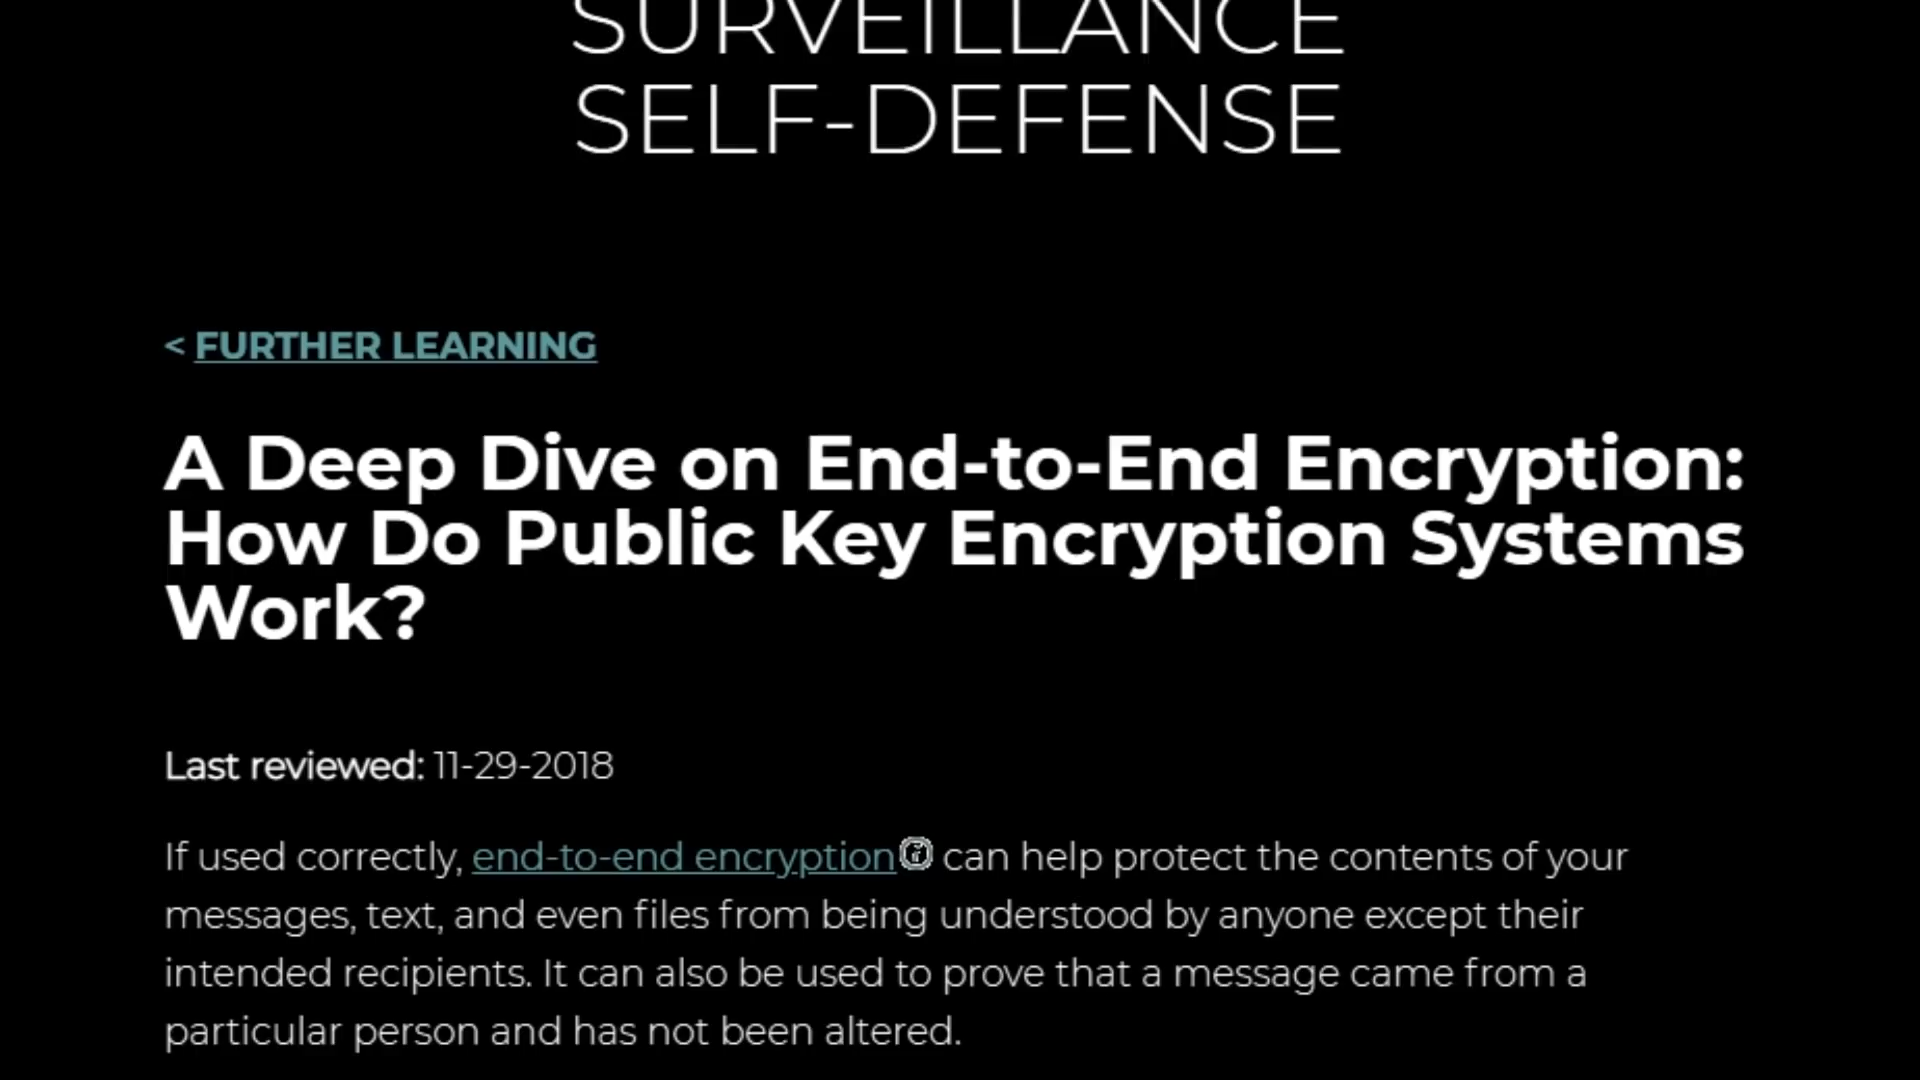 SURVEILLANCE
SELF-DEFENSE
< FURTHER LEARNING
A Deep Dive on End-to-End Encryption:
How Do Public Key Encryption Systems
Work?
Last reviewed: 11-29-2018
If used correctly, end-to-end encryption can help protect the contents of your
messages, text, and even files from being understood by anyone except their
intended recipients. It can also be used to prove that a message came from a
particular person and has not been altered.